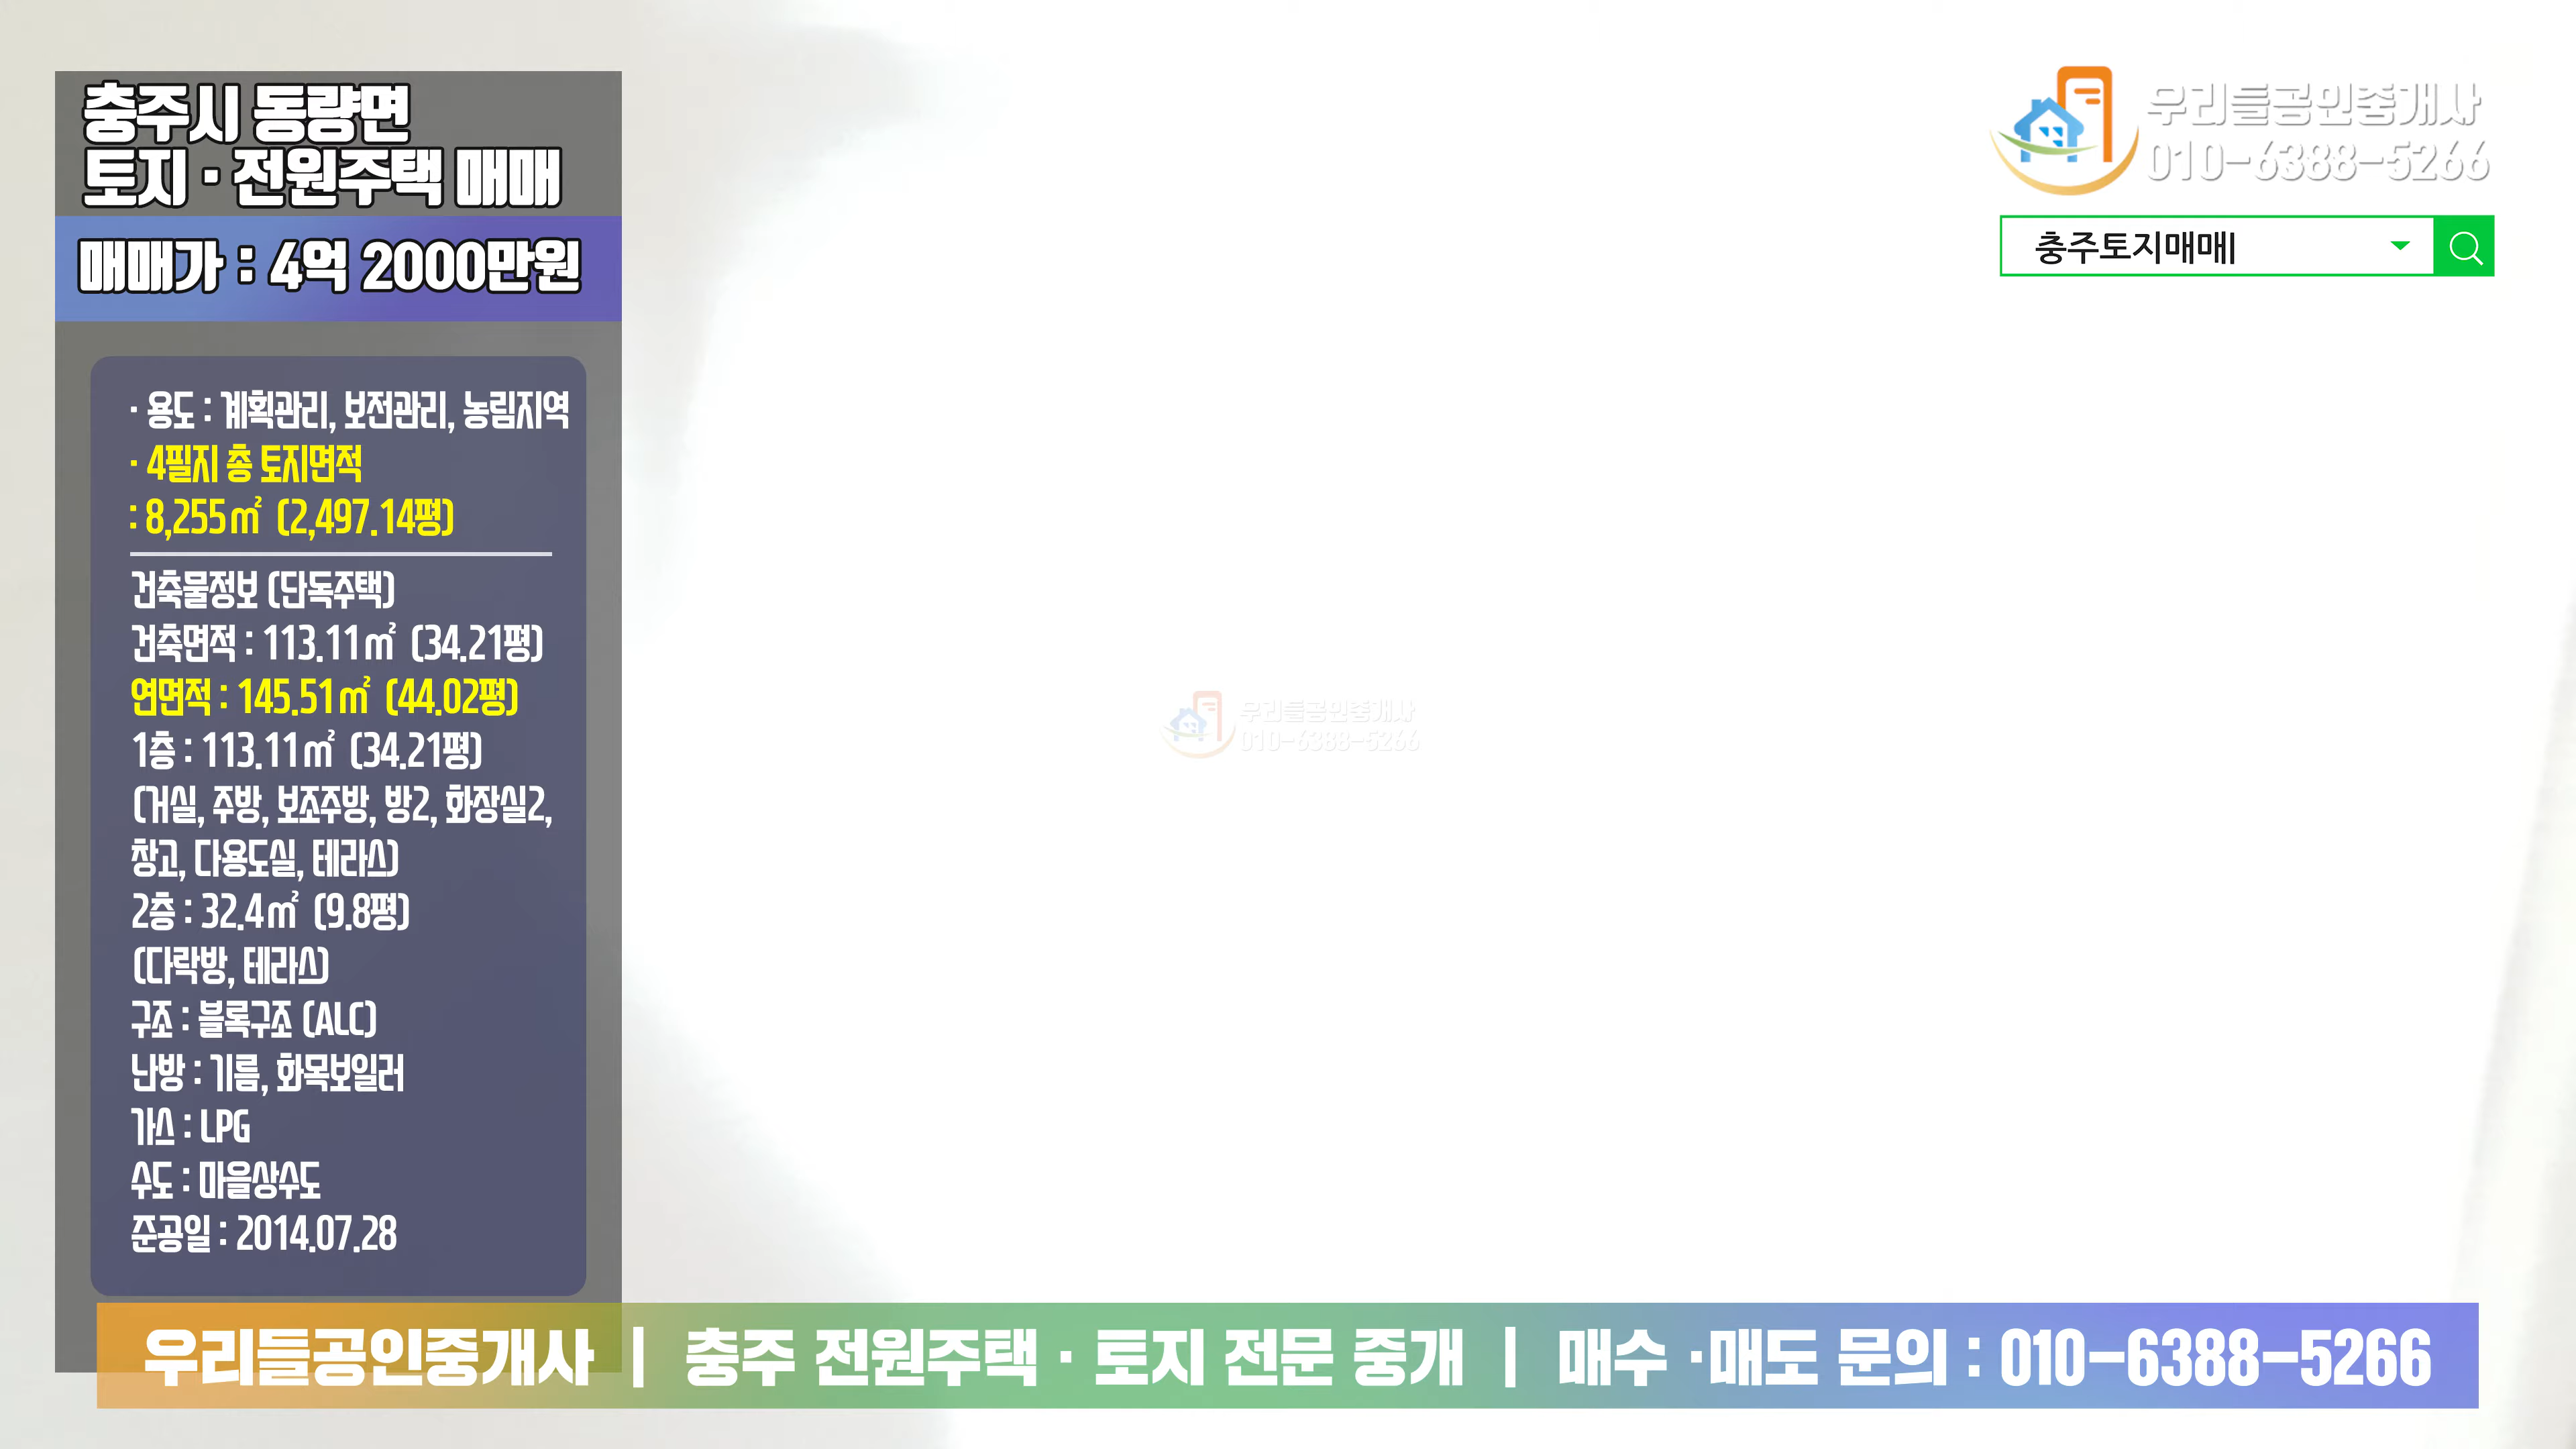 충주시 동량면
토지·전원주택 매매
매매가 : 4억 2000만원
· 용도 : 계획관리, 보전관리, 농림지역
· 4필지 총 토지면적
: 8,255㎡ (2,497.14평)
건축물정보 (단독주택)
건축면적 : 113.11㎡ (34.21평)
연면적 : 145.51㎡ (44.02평)
1층 : 113.11㎡ (34.21평)
(거실, 주방, 보조주방, 방2, 화장실2,
창고, 다용도실, 테라스)
2층 : 32.4㎡ (9.8평)
(다락방, 테라스)
구조 : 블록구조 (ALC)
난방 : 기름, 화목보일러
가스 : LPG
수도 : 마을상수도
준공일 : 2014.07.28
우리들공인중개사
010-6388-5266
충주토지매매
우리들공인중개사
010-6388-5266
우리들공인중개사 | 충주 전원주택 · 토지 전문 중개 | 매수 ·매도 문의 : 010-6388-5266